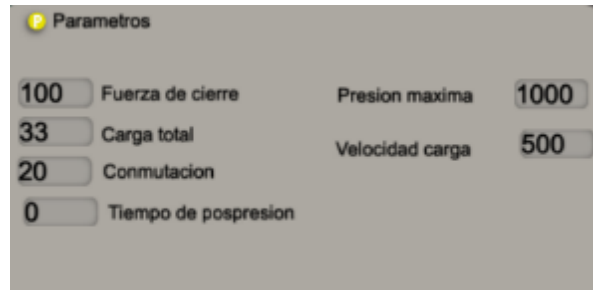 P Parametros
100 Fuerza de cierre
Presion maxima 1000
33 Carga total
Velocidad carga 500
20 Conmutacion
0 Tiempo de pospresion